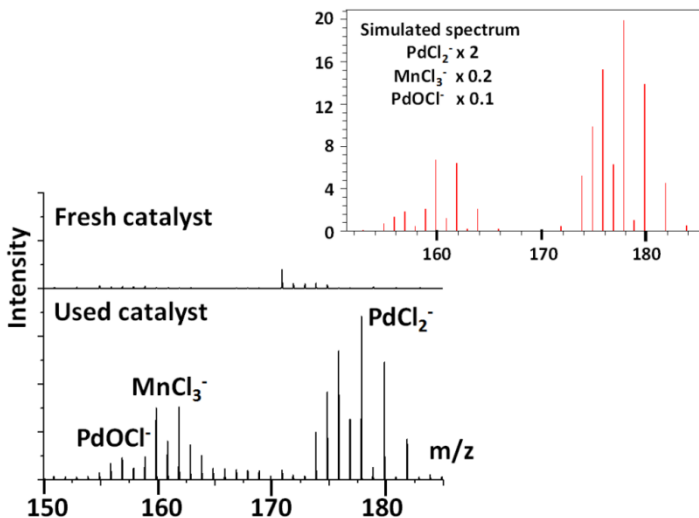 Simulated spectrum
PdCl₂⁻ x 2
MnCl₃⁻ x 0.2
PdOCl⁻ x 0.1
20
16
12
8
4
0
160
170
180
Intensity
Fresh catalyst
Used catalyst
PdCl₂⁻
MnCl₃⁻
PdOCl⁻
m/z
150
160
170
180